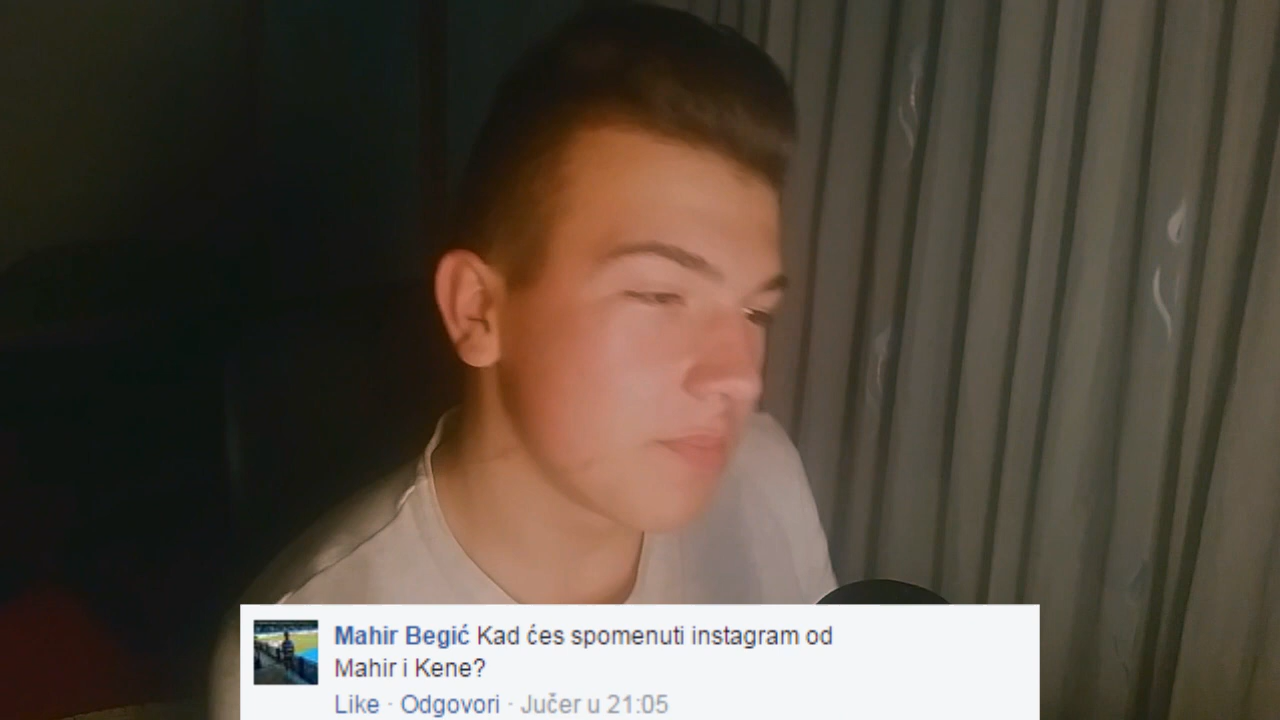 Mahir Begić Kad ćes spomenuti instagram od
Mahir i Kene?
Like · Odgovori · Jučer u 21:05